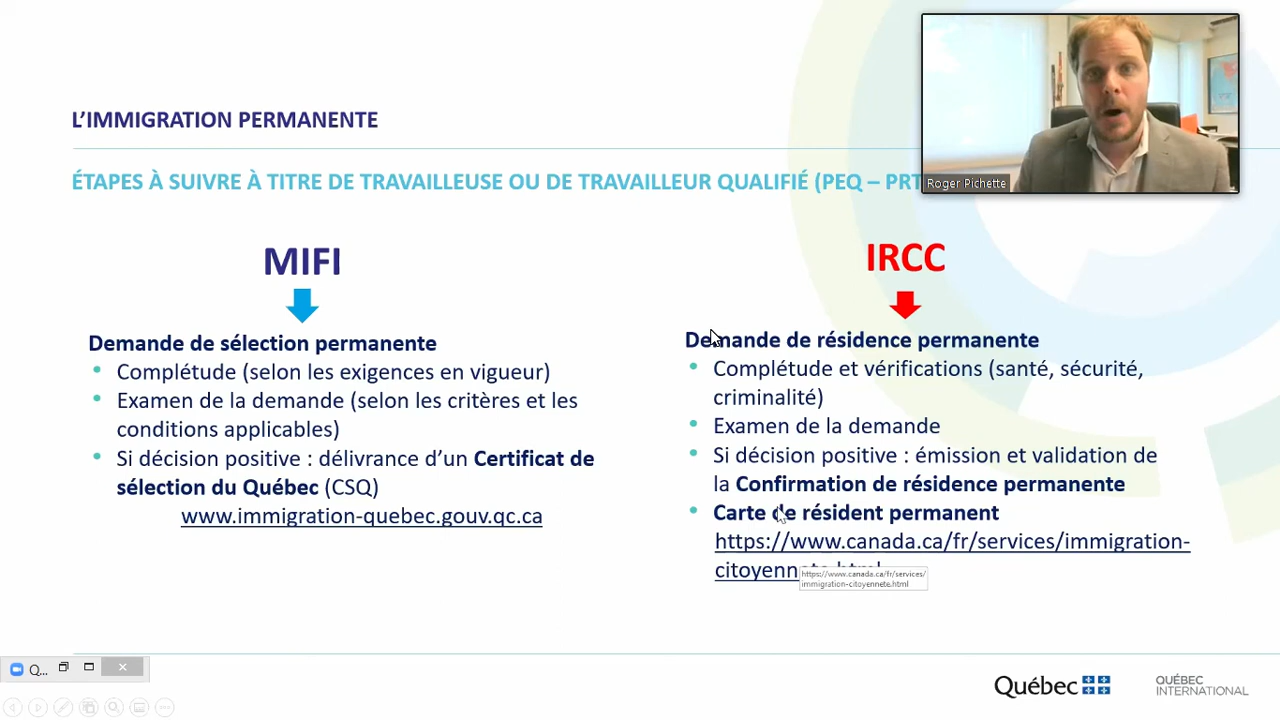 L'IMMIGRATION PERMANENTE
ÉTAPES À SUIVRE À TITRE DE TRAVAILLEUSE OU DE TRAVAILLEUR QUALIFIÉ (PEQ – PRT
Roger Pichette
MIFI
Demande de sélection permanente
• Complétude (selon les exigences en vigueur)
• Examen de la demande (selon les critères et les
conditions applicables)
• Si décision positive : délivrance d'un Certificat de
sélection du Québec (CSQ)
www.immigration-quebec.gouv.qc.ca
IRCC
Demande de résidence permanente
• Complétude et vérifications (santé, sécurité,
criminalité)
• Examen de la demande
• Si décision positive : émission et validation de
la Confirmation de résidence permanente
• Carte de résident permanent
https://www.canada.ca/fr/services/immigration-
citoyennete.html
https://www.canada.ca/fr/services/
immigration-citoyennete.html
Q...
Québec
QUÉBEC
INTERNATIONAL